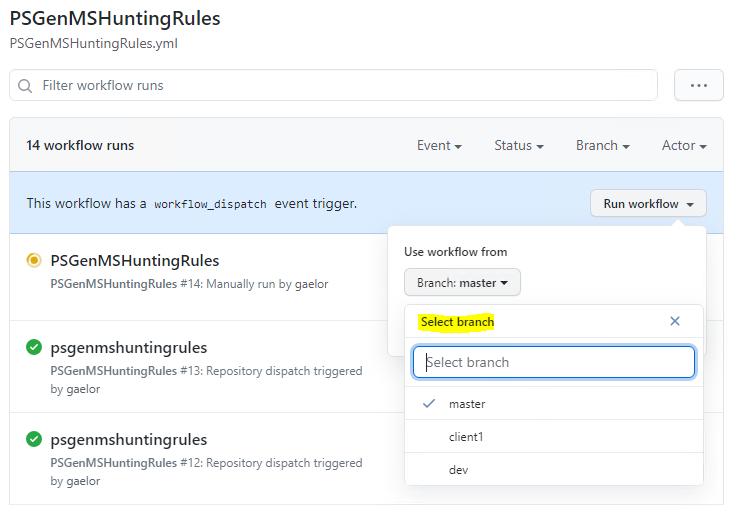 PSGenMSHuntingRules
PSGenMSHuntingRules.yml
Filter workflow runs
14 workflow runs Event Status Branch Actor
This workflow has a workflow_dispatch event trigger. Run workflow
Use workflow from
Branch: master
PSGenMSHuntingRules
PSGenMSHuntingRules #14: Manually run by gaelor
Select branch
Select branch
psgenmshuntingrules
PSGenMSHuntingRules #13: Repository dispatch triggered
by gaelor
master
client1
psgenmshuntingrules
PSGenMSHuntingRules #12: Repository dispatch triggered
by gaelor
dev